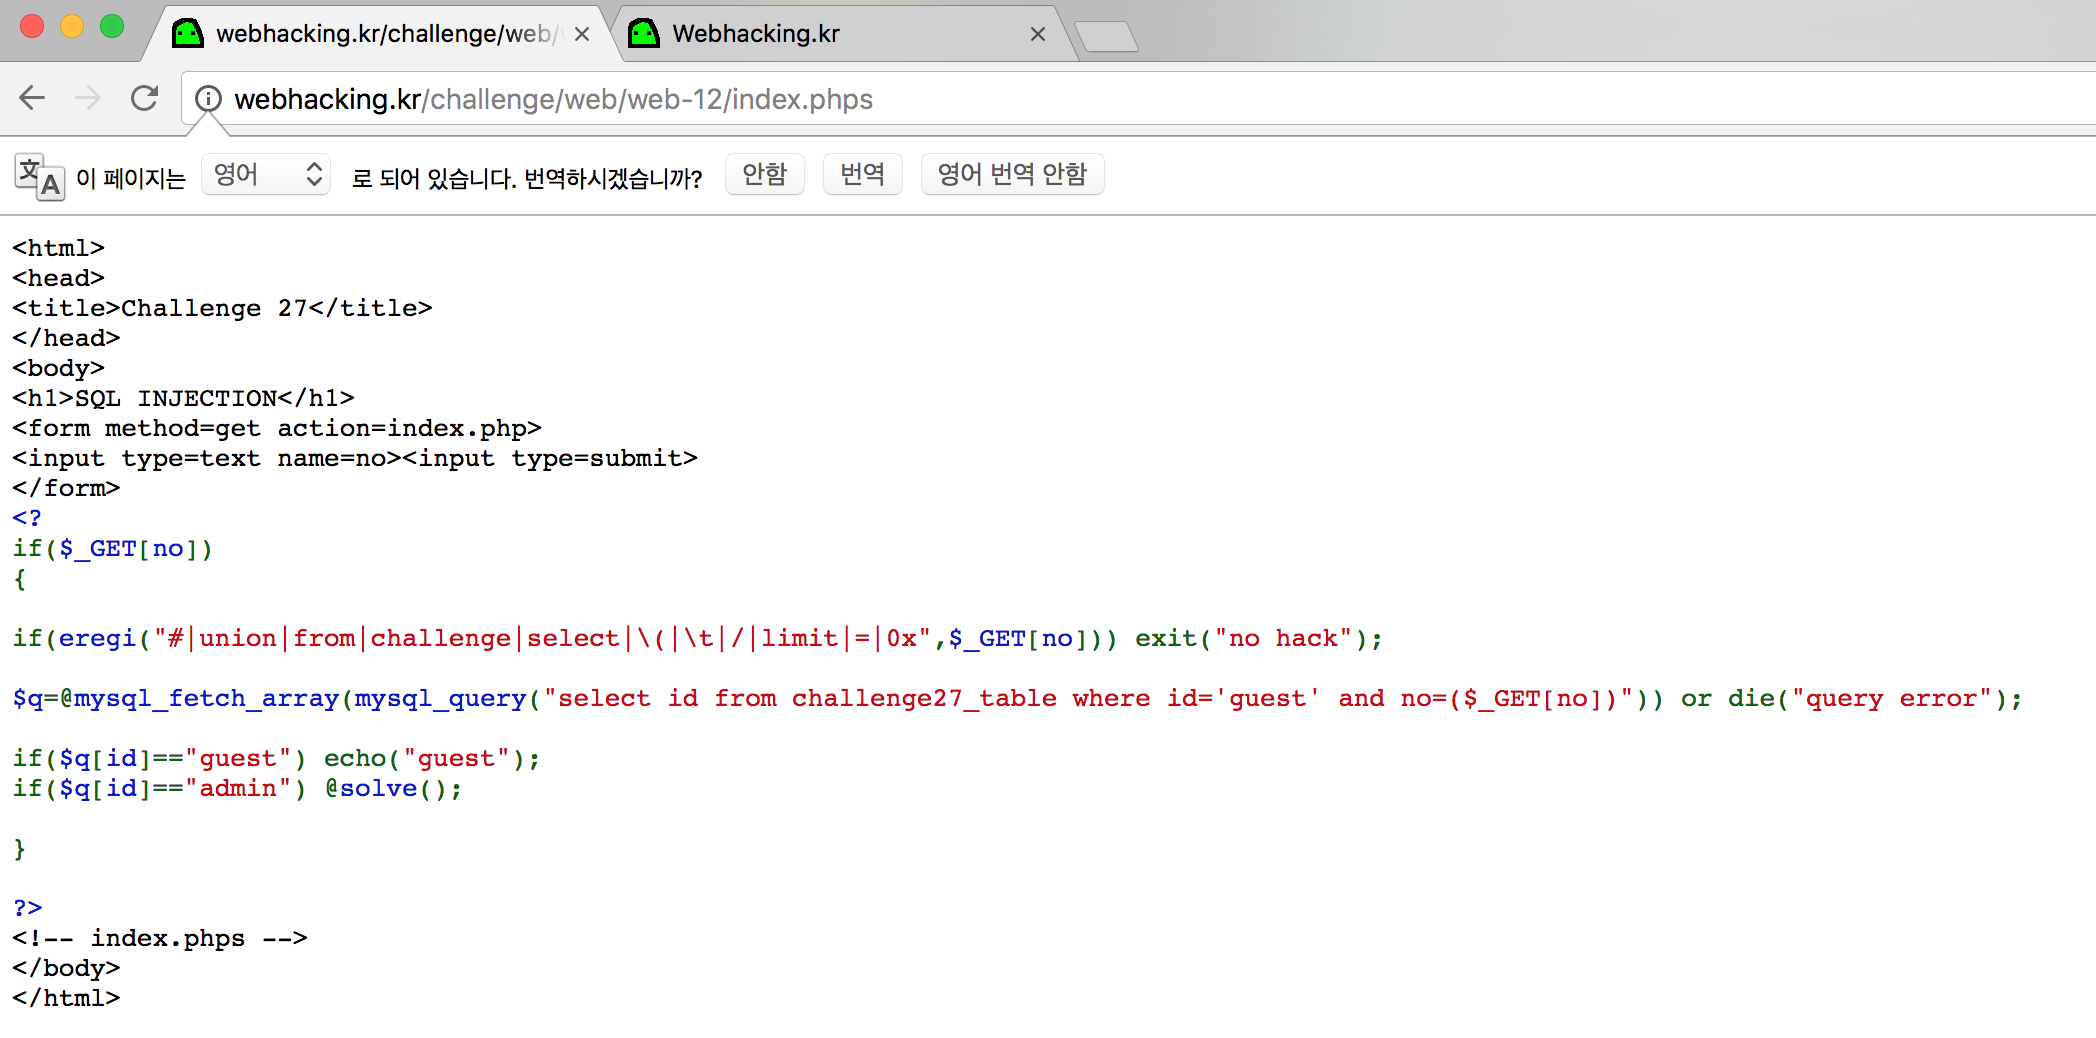 webhacking.kr/challenge/web/
Webhacking.kr
webhacking.kr/challenge/web/web-12/index.phps
이 페이지는 영어 로 되어 있습니다. 번역하시겠습니까? 안함 번역 영어 번역 안함
<html>
<head>
<title>Challenge 27</title>
</head>
<body>
<h1>SQL INJECTION</h1>
<form method=get action=index.php>
<input type=text name=no><input type=submit>
</form>
<?
if($_GET[no])
{
if(eregi("#|union|from|challenge|select|\(|\t|/|limit|=|0x",$_GET[no])) exit("no hack");
$q=@mysql_fetch_array(mysql_query("select id from challenge27_table where id='guest' and no=($_GET[no])")) or die("query error");
if($q[id]=="guest") echo("guest");
if($q[id]=="admin") @solve();
}
?>
<!-- index.phps -->
</body>
</html>